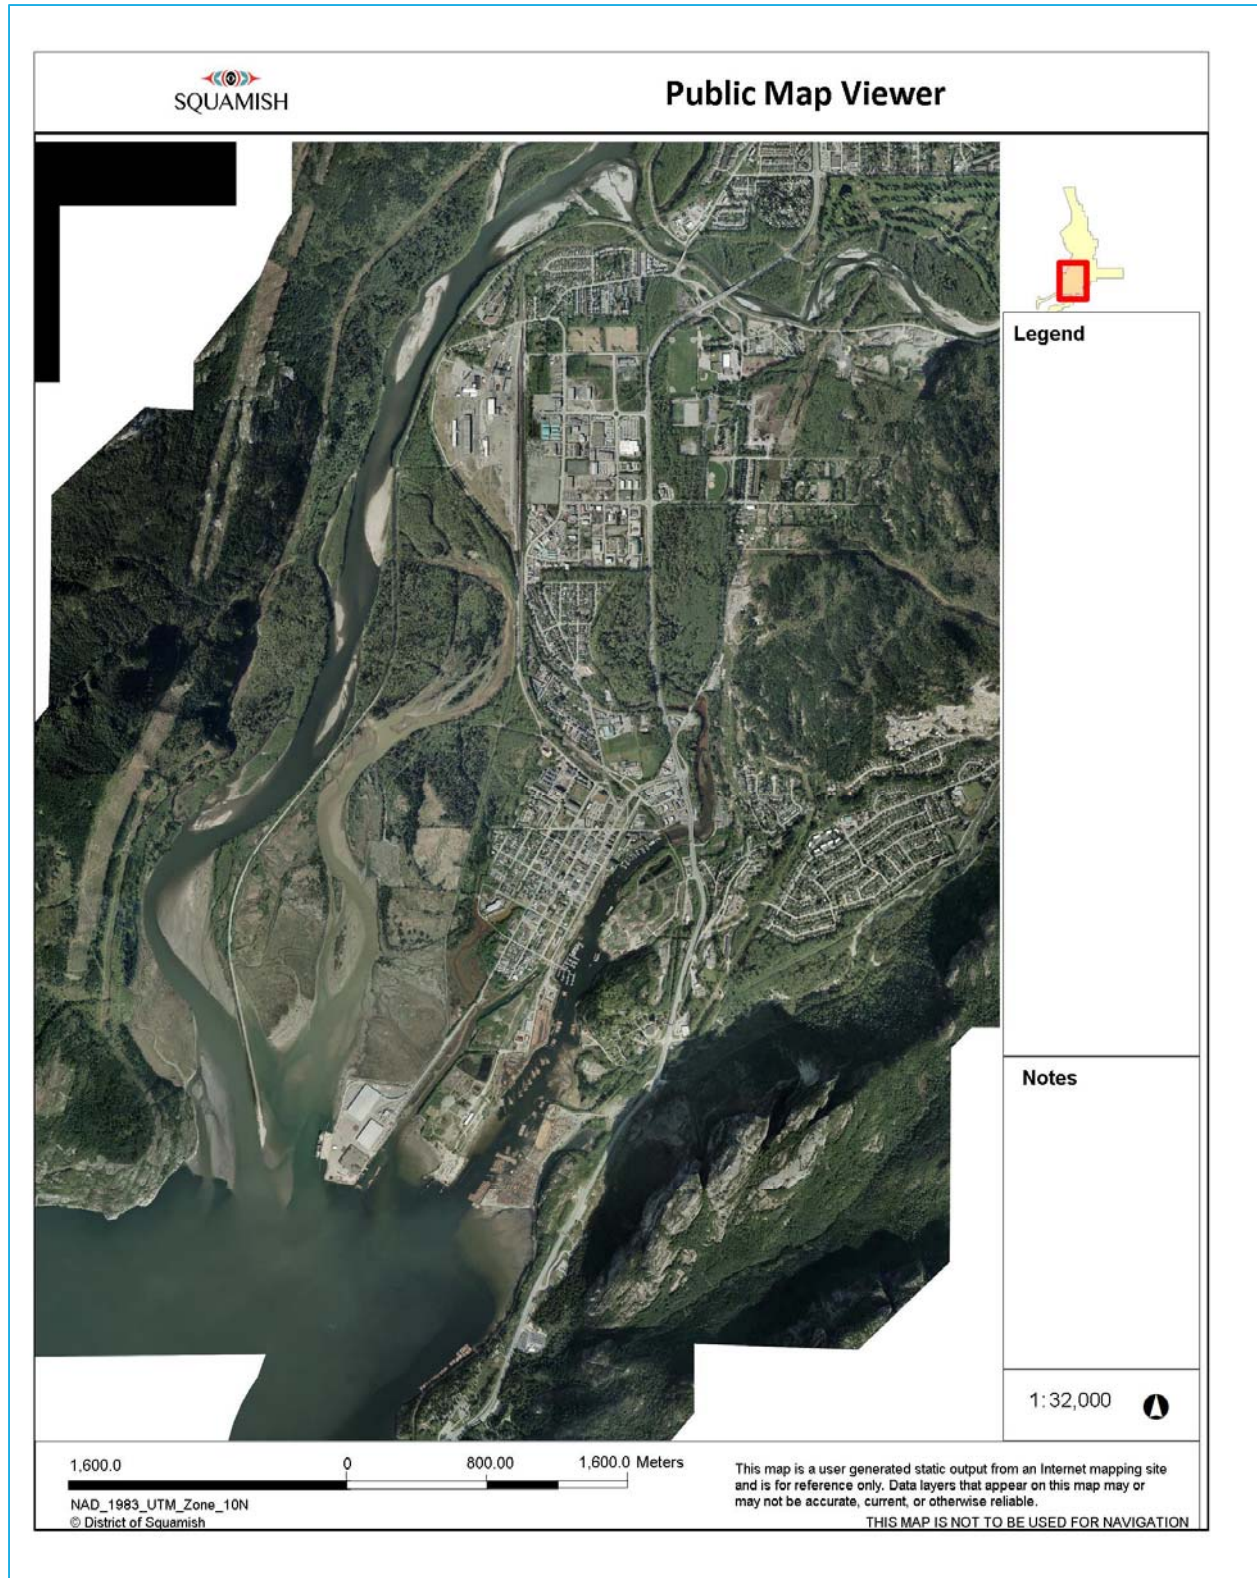 SQUAMISH
Public Map Viewer
Legend
Notes
1:32,000
1,600.0 0 800.00 1,600.0 Meters
NAD_1983_UTM_Zone_10N
© District of Squamish
This map is a user generated static output from an Internet mapping site
and is for reference only. Data layers that appear on this map may or
may not be accurate, current, or otherwise reliable.
THIS MAP IS NOT TO BE USED FOR NAVIGATION